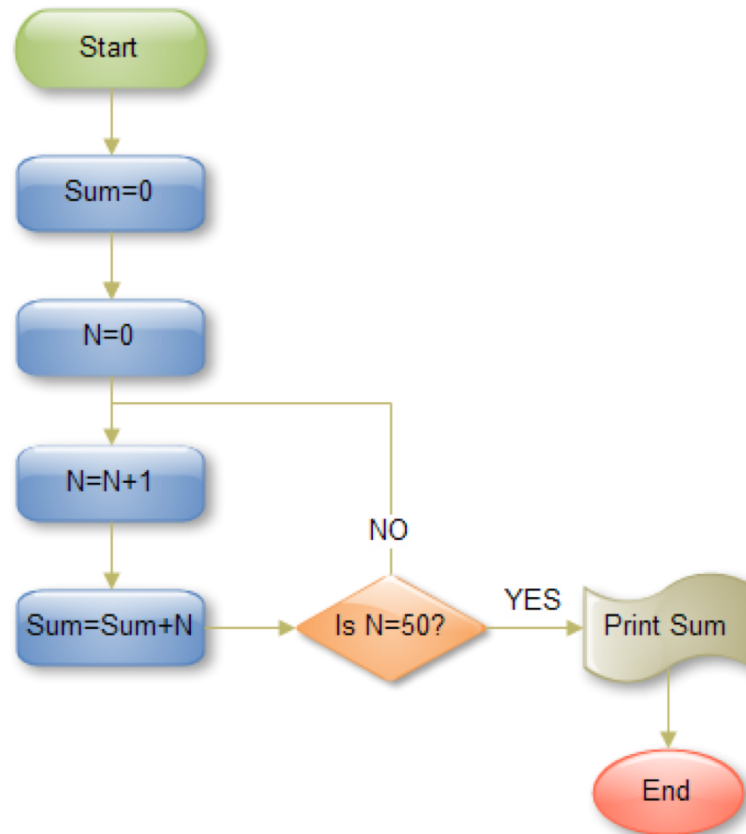 Start
Sum=0
N=0
N=N+1
NO
Sum=Sum+N
Is N=50?
YES
Print Sum
End